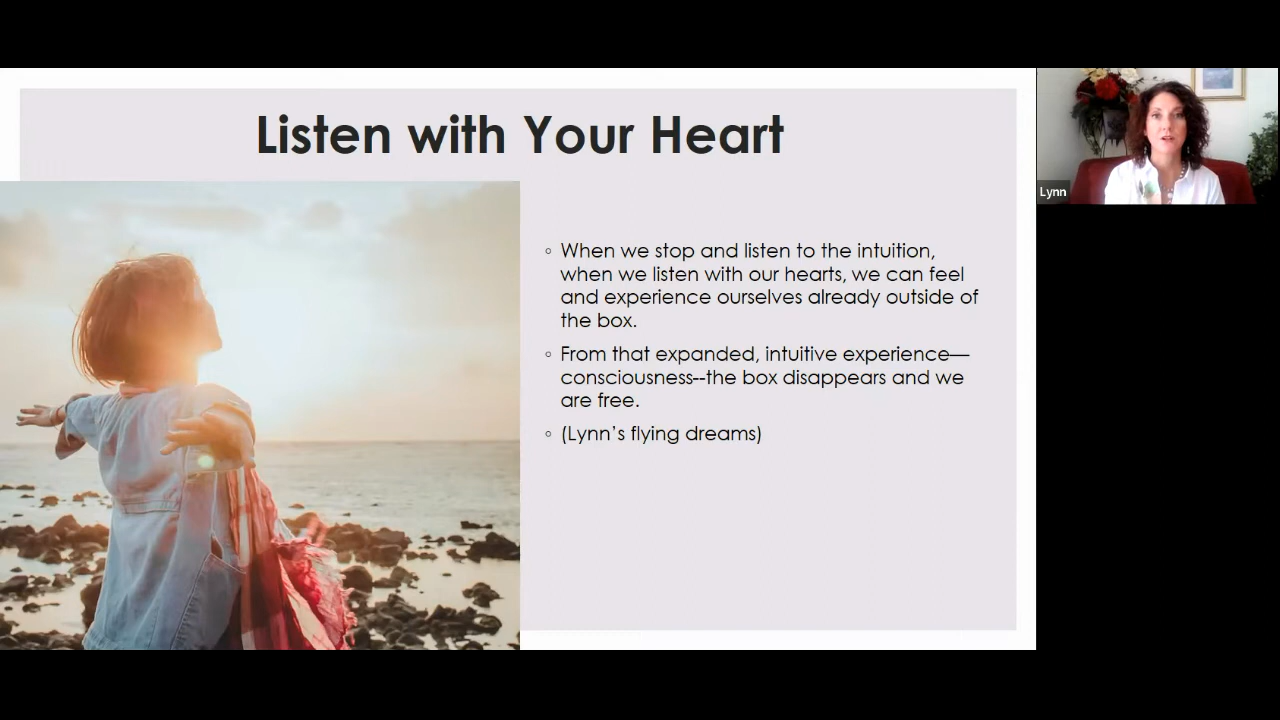 Listen with Your Heart
Lynn
◦ When we stop and listen to the intuition,
when we listen with our hearts, we can feel
and experience ourselves already outside of
the box.
◦ From that expanded, intuitive experience—
consciousness--the box disappears and we
are free.
◦ (Lynn’s flying dreams)